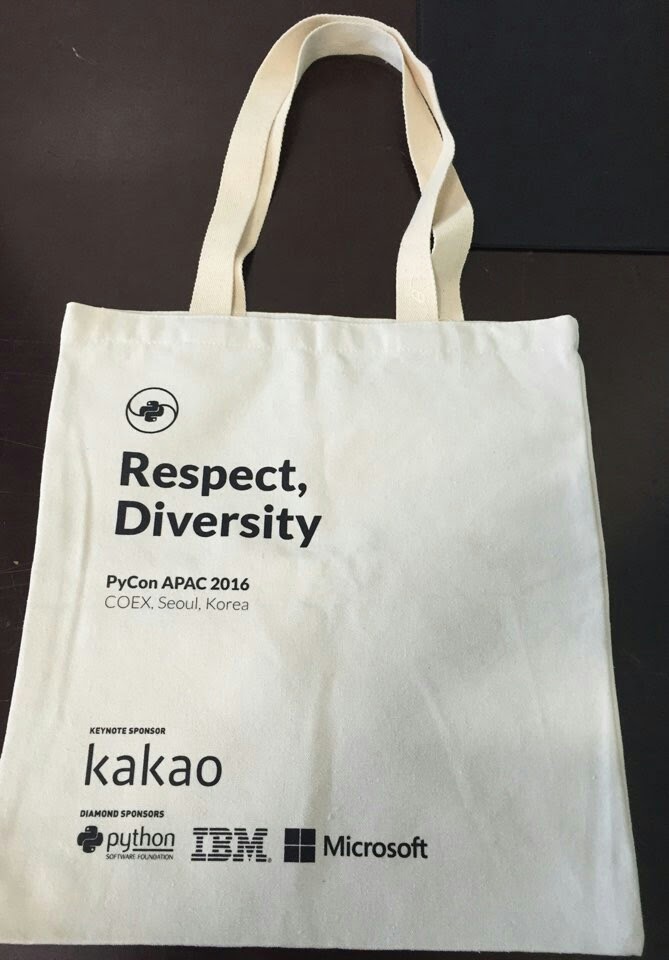 Respect,
Diversity
PyCon APAC 2016
COEX, Seoul, Korea
KEYNOTE SPONSOR
kakao
DIAMOND SPONSORS
python
SOFTWARE FOUNDATION
IBM®
Microsoft